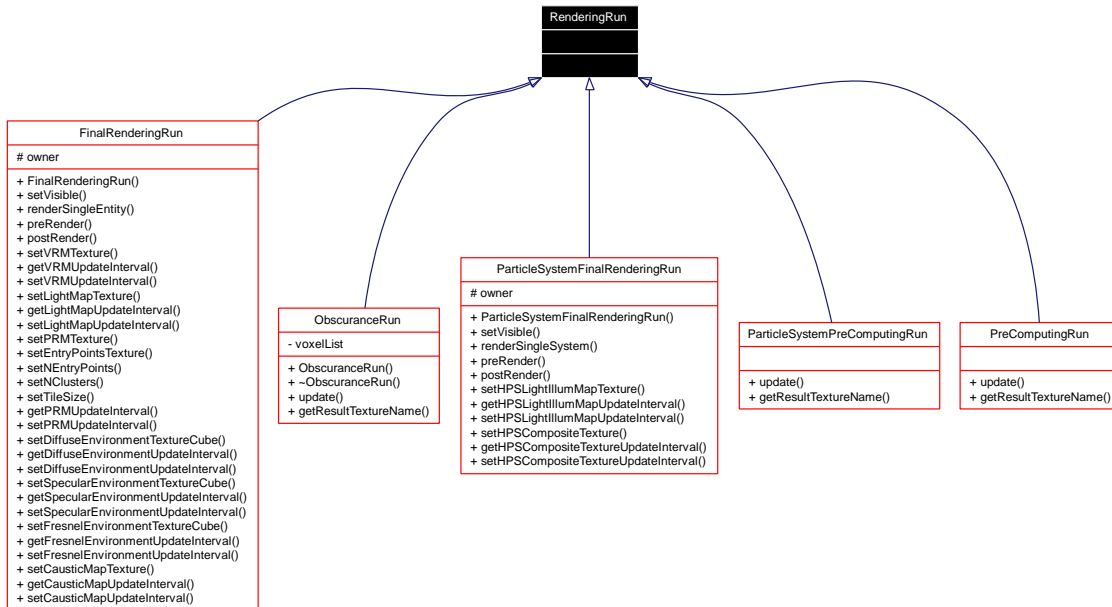 RenderingRun
FinalRenderingRun
# owner
+ FinalRenderingRun()
+ setVisible()
+ renderSingleEntity()
+ preRender()
+ postRender()
+ setVRMTexture()
+ getVRMUpdateInterval()
+ setVRMUpdateInterval()
+ setLightMapTexture()
+ getLightMapUpdateInterval()
+ setLightMapUpdateInterval()
+ setPRMTexture()
+ setEntryPointsTexture()
+ setNEntryPoints()
+ setNClusters()
+ setTileSize()
+ getPRMUpdateInterval()
+ setPRMUpdateInterval()
+ setDiffuseEnvironmentTextureCube()
+ getDiffuseEnvironmentUpdateInterval()
+ setDiffuseEnvironmentUpdateInterval()
+ setSpecularEnvironmentTextureCube()
+ getSpecularEnvironmentUpdateInterval()
+ setSpecularEnvironmentUpdateInterval()
+ setFresnelEnvironmentTextureCube()
+ getFresnelEnvironmentUpdateInterval()
+ setFresnelEnvironmentUpdateInterval()
+ setCausticMapTexture()
+ getCausticMapUpdateInterval()
+ setCausticMapUpdateInterval()
ObscuranceRun
- voxelList
+ ObscuranceRun()
+ ~ObscuranceRun()
+ update()
+ getResultTextureName()
ParticleSystemFinalRenderingRun
# owner
+ ParticleSystemFinalRenderingRun()
+ setVisible()
+ renderSingleSystem()
+ preRender()
+ postRender()
+ setHPSLightIllumMapTexture()
+ getHPSLightIllumMapUpdateInterval()
+ setHPSLightIllumMapUpdateInterval()
+ setHPSCompositeTexture()
+ getHPSCompositeTextureUpdateInterval()
+ setHPSCompositeTextureUpdateInterval()
ParticleSystemPreComputingRun
+ update()
+ getResultTextureName()
PreComputingRun
+ update()
+ getResultTextureName()